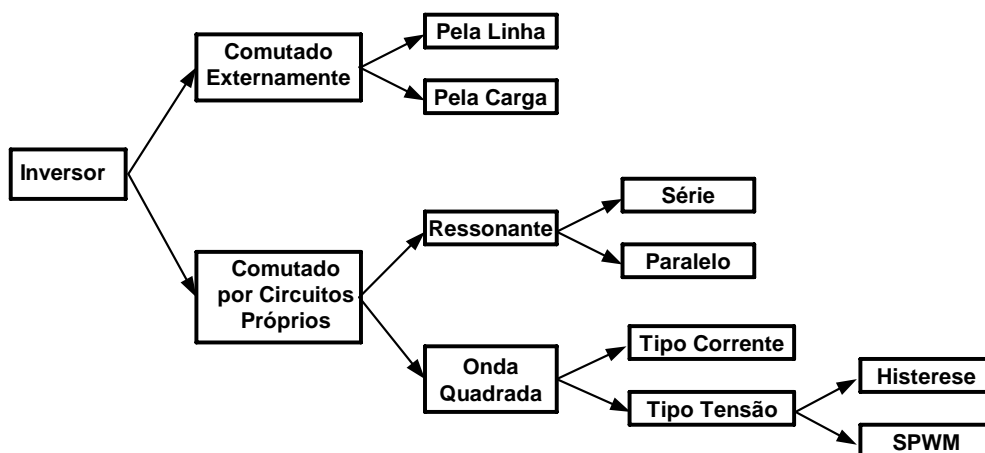 Inversor
Comutado
Externamente
Pela Linha
Pela Carga
Comutado
por Circuitos
Próprios
Ressonante
Série
Paralelo
Onda
Quadrada
Tipo Corrente
Tipo Tensão
Histerese
SPWM